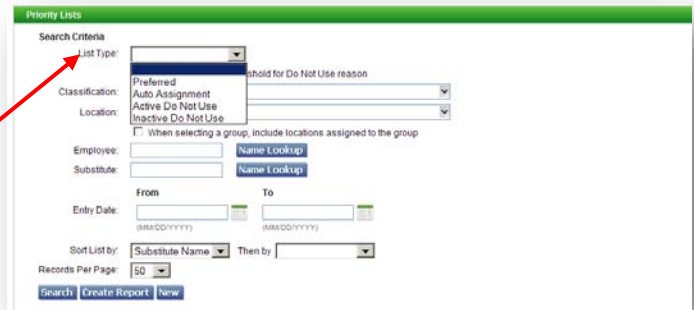 Priority Lists
Search Criteria
List Type:
shold for Do Not Use reason
Preferred
Auto Assignment
Active Do Not Use
Inactive Do Not Use
Classification:
Location:
When selecting a group, include locations assigned to the group
Employee: Name Lookup
Substitute: Name Lookup
From To
Entry Date:
(MM/DD/YYYY) (MM/DD/YYYY)
Sort List by: Substitute Name Then by
Records Per Page: 50
Search Create Report New